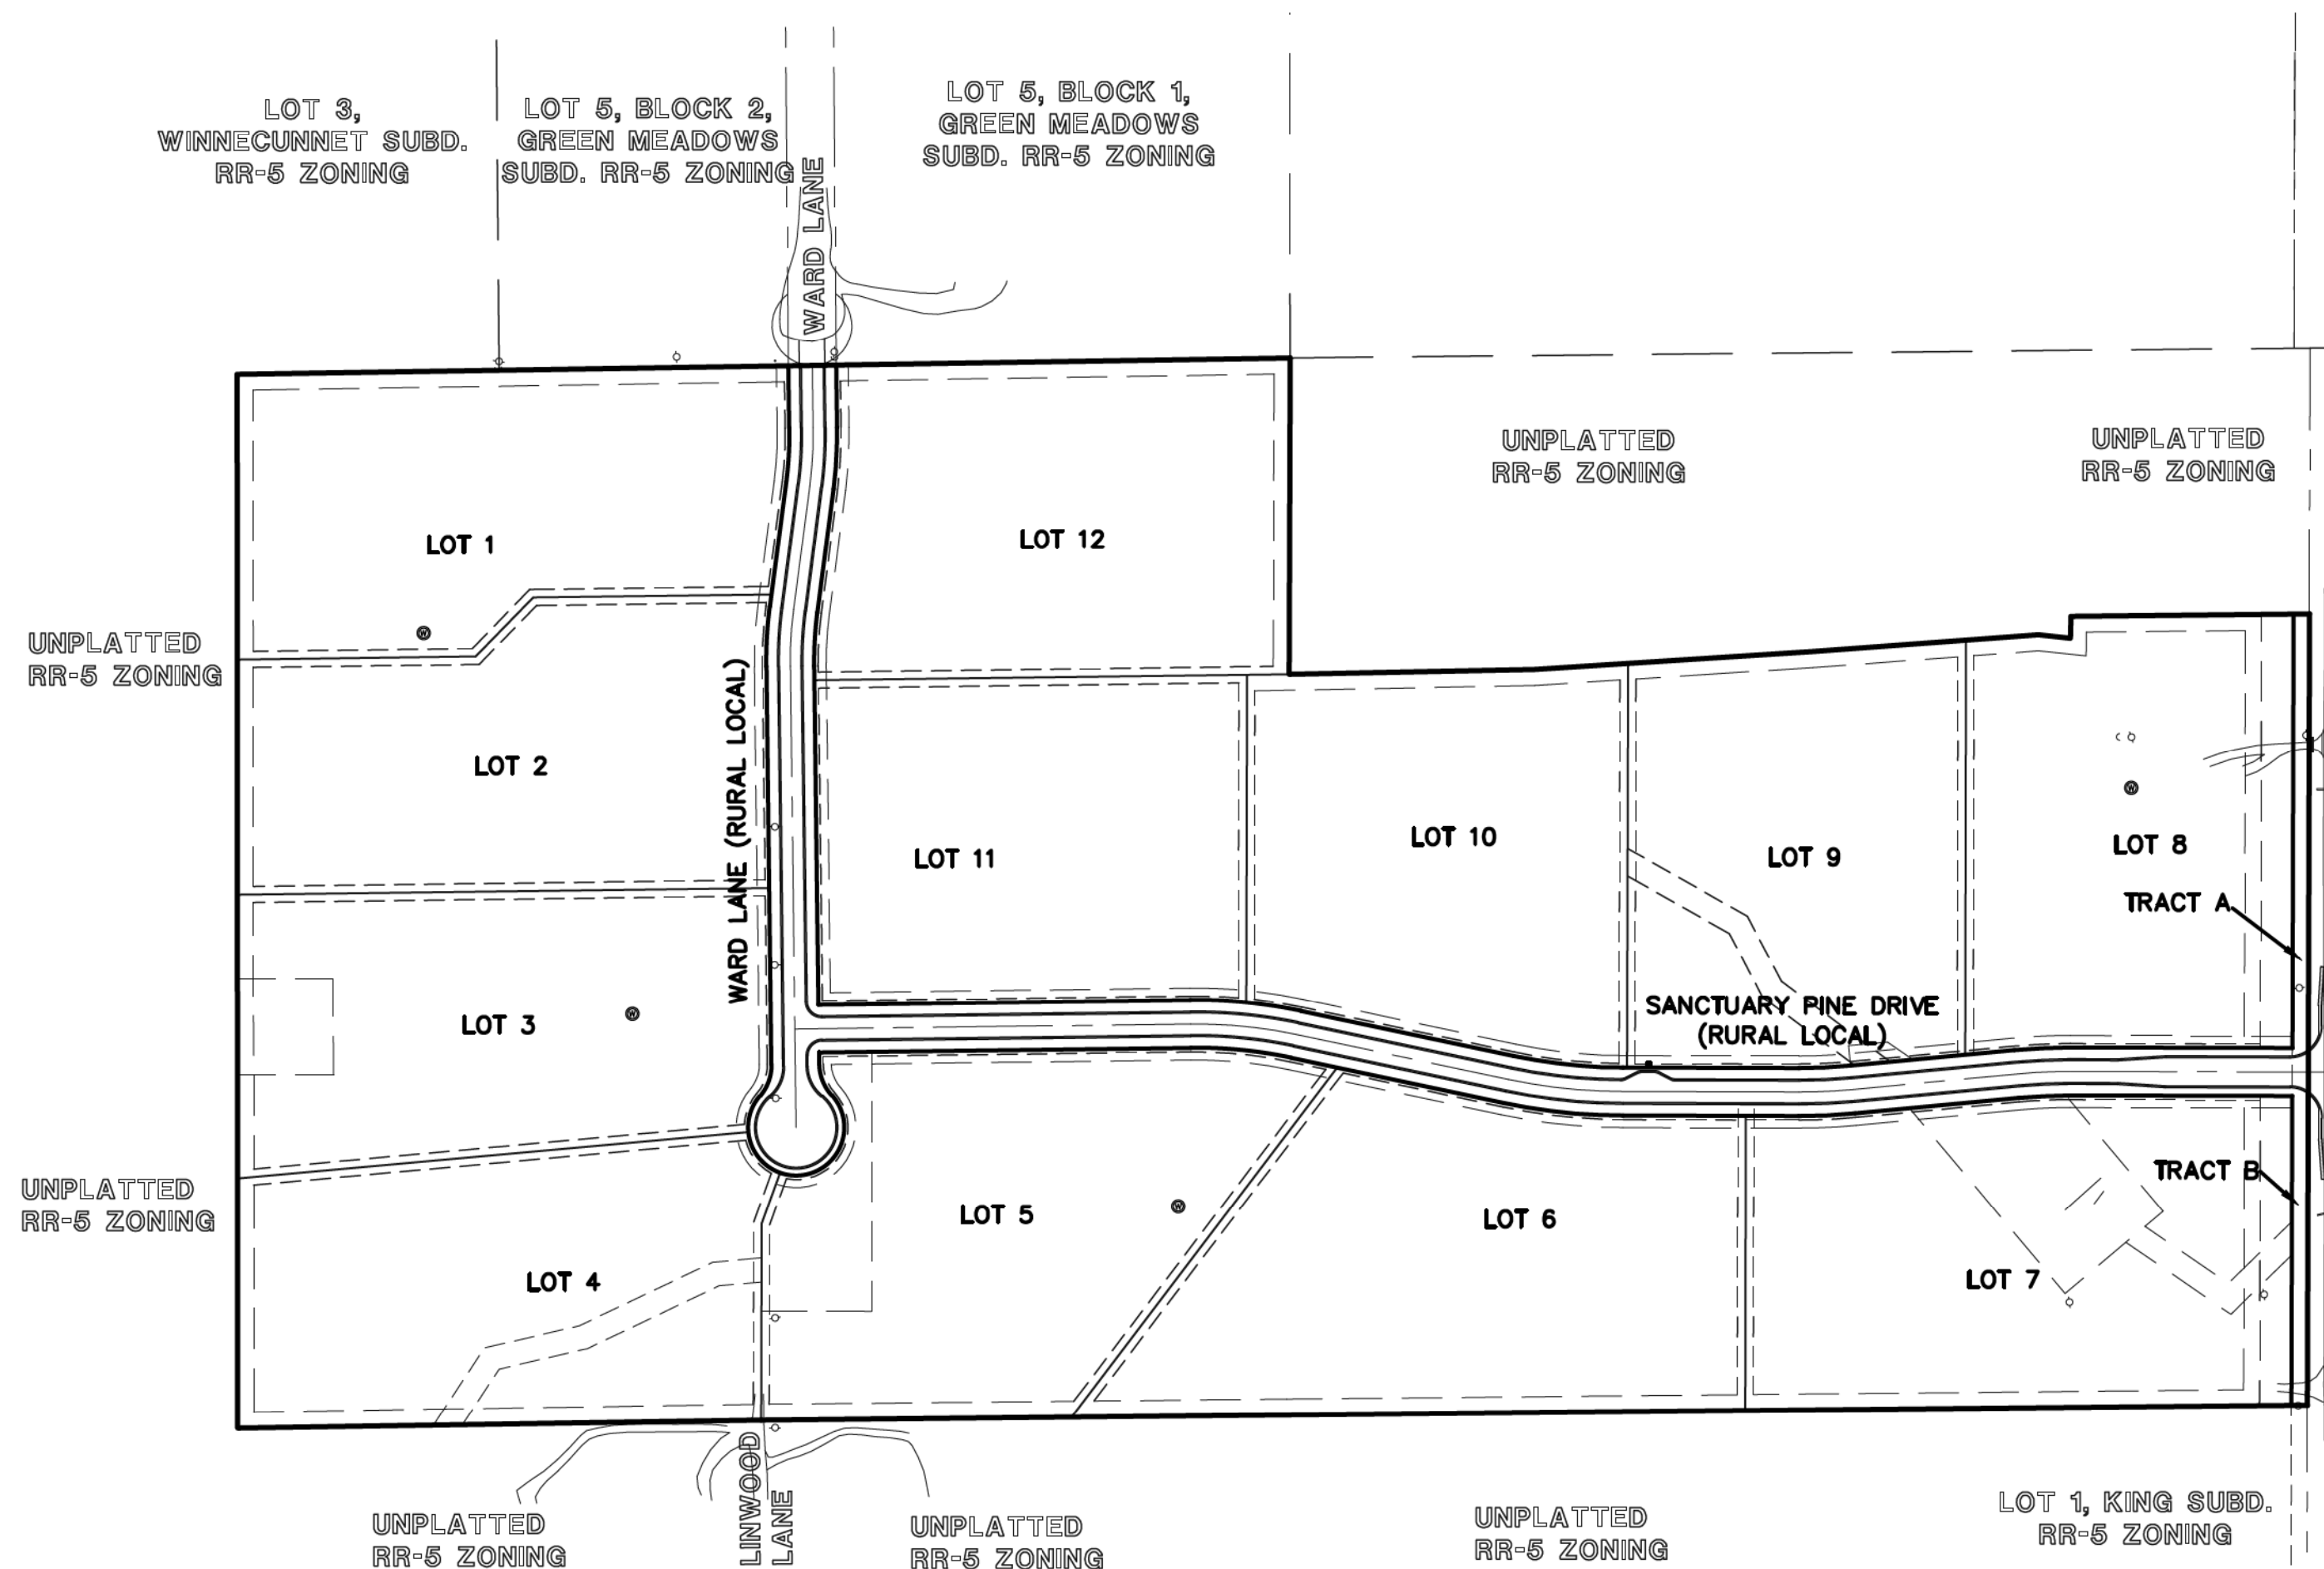 LOT 3,
WINNECUNNET SUBD.
RR-5 ZONING
LOT 5, BLOCK 2,
GREEN MEADOWS
SUBD. RR-5 ZONING
WARD LANE
LOT 5, BLOCK 1,
GREEN MEADOWS
SUBD. RR-5 ZONING
UNPLATTED
RR-5 ZONING
UNPLATTED
RR-5 ZONING
LOT 1
LOT 12
UNPLATTED
RR-5 ZONING
WARD LANE (RURAL LOCAL)
LOT 2
LOT 11
LOT 10
LOT 9
LOT 8
TRACT A
LOT 3
SANCTUARY PINE DRIVE
(RURAL LOCAL)
UNPLATTED
RR-5 ZONING
TRACT B
LOT 5
LOT 6
LOT 4
LOT 7
LINWOOD
LANE
UNPLATTED
RR-5 ZONING
UNPLATTED
RR-5 ZONING
UNPLATTED
RR-5 ZONING
LOT 1, KING SUBD.
RR-5 ZONING
W
W
W
W